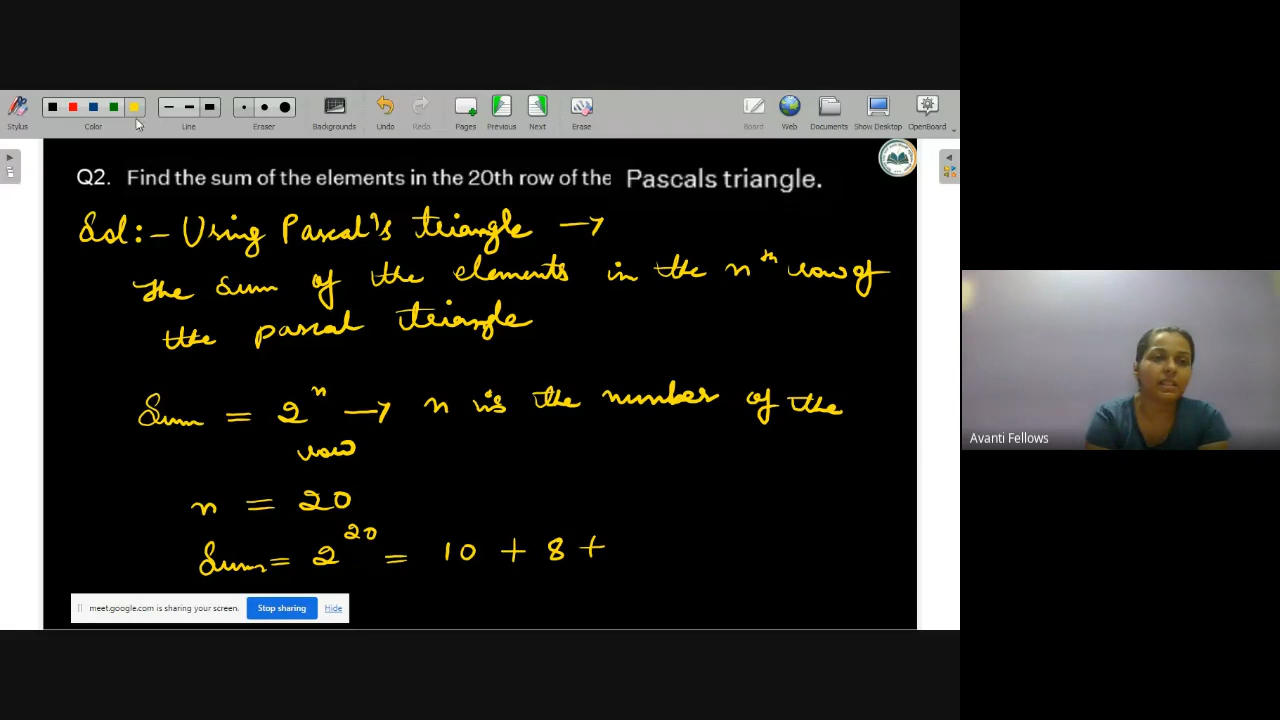 Color
Line
Eraser
Stylus
Backgrounds
Undo
Redo
Pages
Previous
Next
Erase
Board
Web
Documents
Show Desktop
OpenBoard
Q2. Find the sum of the elements in the 20th row of the Pascals triangle.
Sol:- Using Pascal's triangle →
The sum of the elements in the nth row of
the pascal triangle
Sum = 2^n → n is the number of the
row
n = 20
Sum = 2^20 = 10 + 8 +
meet.google.com is sharing your screen. Stop sharing Hide
Avanti Fellows